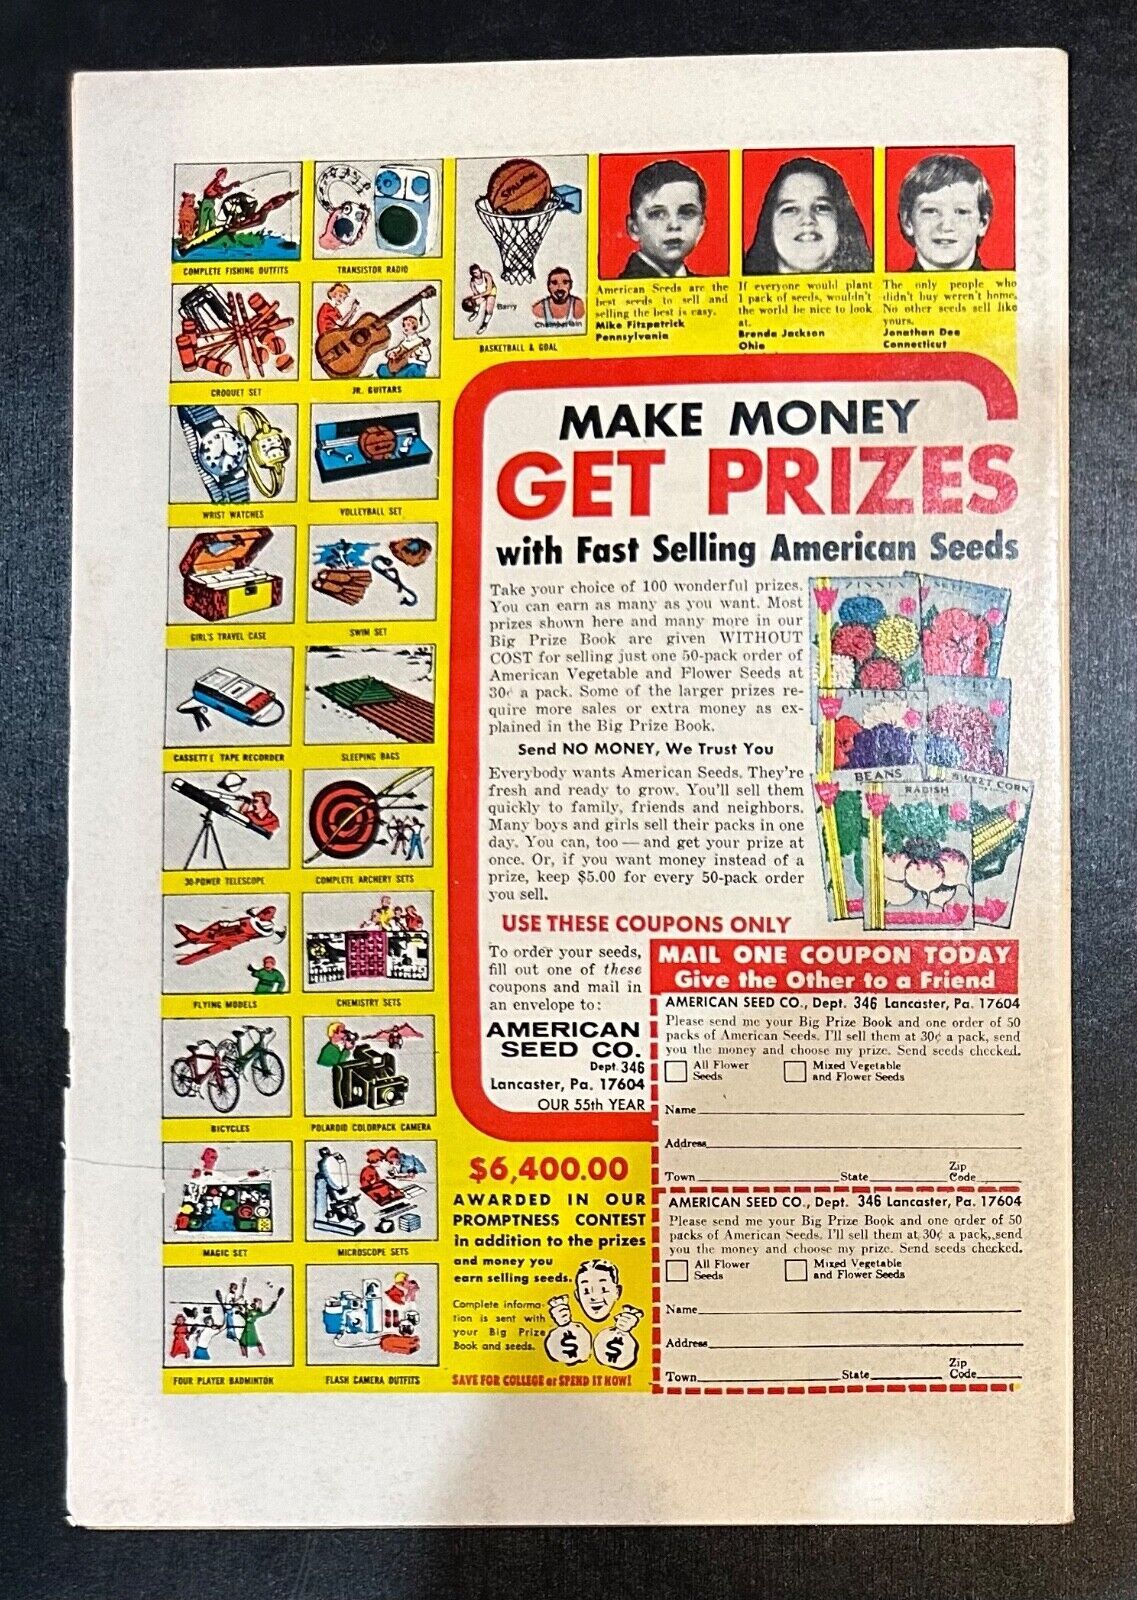 COMPLETE FISHING OUTFITS
TRANSISTOR RADIO
SPALDING
Barry
Chamberlain
BASKETBALL & GOAL
CROQUET SET
JR. GUITARS
WRIST WATCHES
VOLLEYBALL SET
GIRL'S TRAVEL CASE
SWIM SET
CASSETTE TAPE RECORDER
SLEEPING BAGS
30-POWER TELESCOPE
COMPLETE ARCHERY SETS
FLYING MODELS
CHEMISTRY SETS
BICYCLES
POLAROID COLORPACK CAMERA
MAGIC SET
MICROSCOPE SETS
FOUR PLAYER BADMINTON
FLASH CAMERA OUTFITS
American Seeds are the
best seeds to sell and
selling the best is easy.
Mike Fitzpatrick
Pennsylvania
If everyone would plant
1 pack of seeds, wouldn't
the world be nice to look
at.
Brenda Jackson
Ohio
The only people who
didn't buy weren't home.
No other seeds sell like
yours.
Jonathan Dee
Connecticut
MAKE MONEY
GET PRIZES
with Fast Selling American Seeds
Take your choice of 100 wonderful prizes.
You can earn as many as you want. Most
prizes shown here and many more in our
Big Prize Book are given WITHOUT
COST for selling just one 50-pack order of
American Vegetable and Flower Seeds at
30¢ a pack. Some of the larger prizes re-
quire more sales or extra money as ex-
plained in the Big Prize Book.
Send NO MONEY, We Trust You
Everybody wants American Seeds. They're
fresh and ready to grow. You'll sell them
quickly to family, friends and neighbors.
Many boys and girls sell their packs in one
day. You can, too — and get your prize at
once. Or, if you want money instead of a
prize, keep $5.00 for every 50-pack order
you sell.
ZINNIA
PETUNIA
BEANS
RADISH
SWEET CORN
USE THESE COUPONS ONLY
To order your seeds,
fill out one of these
coupons and mail in
an envelope to:
AMERICAN
SEED CO.
Dept. 346
Lancaster, Pa. 17604
OUR 55th YEAR
MAIL ONE COUPON TODAY
Give the Other to a Friend
AMERICAN SEED CO., Dept. 346 Lancaster, Pa. 17604
Please send me your Big Prize Book and one order of 50
packs of American Seeds. I'll sell them at 30¢ a pack, send
you the money and choose my prize. Send seeds checked.
All Flower
Seeds
Mixed Vegetable
and Flower Seeds
Name
Address
Town State Zip Code
AMERICAN SEED CO., Dept. 346 Lancaster, Pa. 17604
Please send me your Big Prize Book and one order of 50
packs of American Seeds. I'll sell them at 30¢ a pack, send
you the money and choose my prize. Send seeds checked.
All Flower
Seeds
Mixed Vegetable
and Flower Seeds
Name
Address
Town State Zip Code
$6,400.00
AWARDED IN OUR
PROMPTNESS CONTEST
in addition to the prizes
and money you
earn selling seeds.
Complete informa-
tion is sent with
your Big Prize
Book and seeds.
$ $
SAVE FOR COLLEGE or SPEND IT NOW!